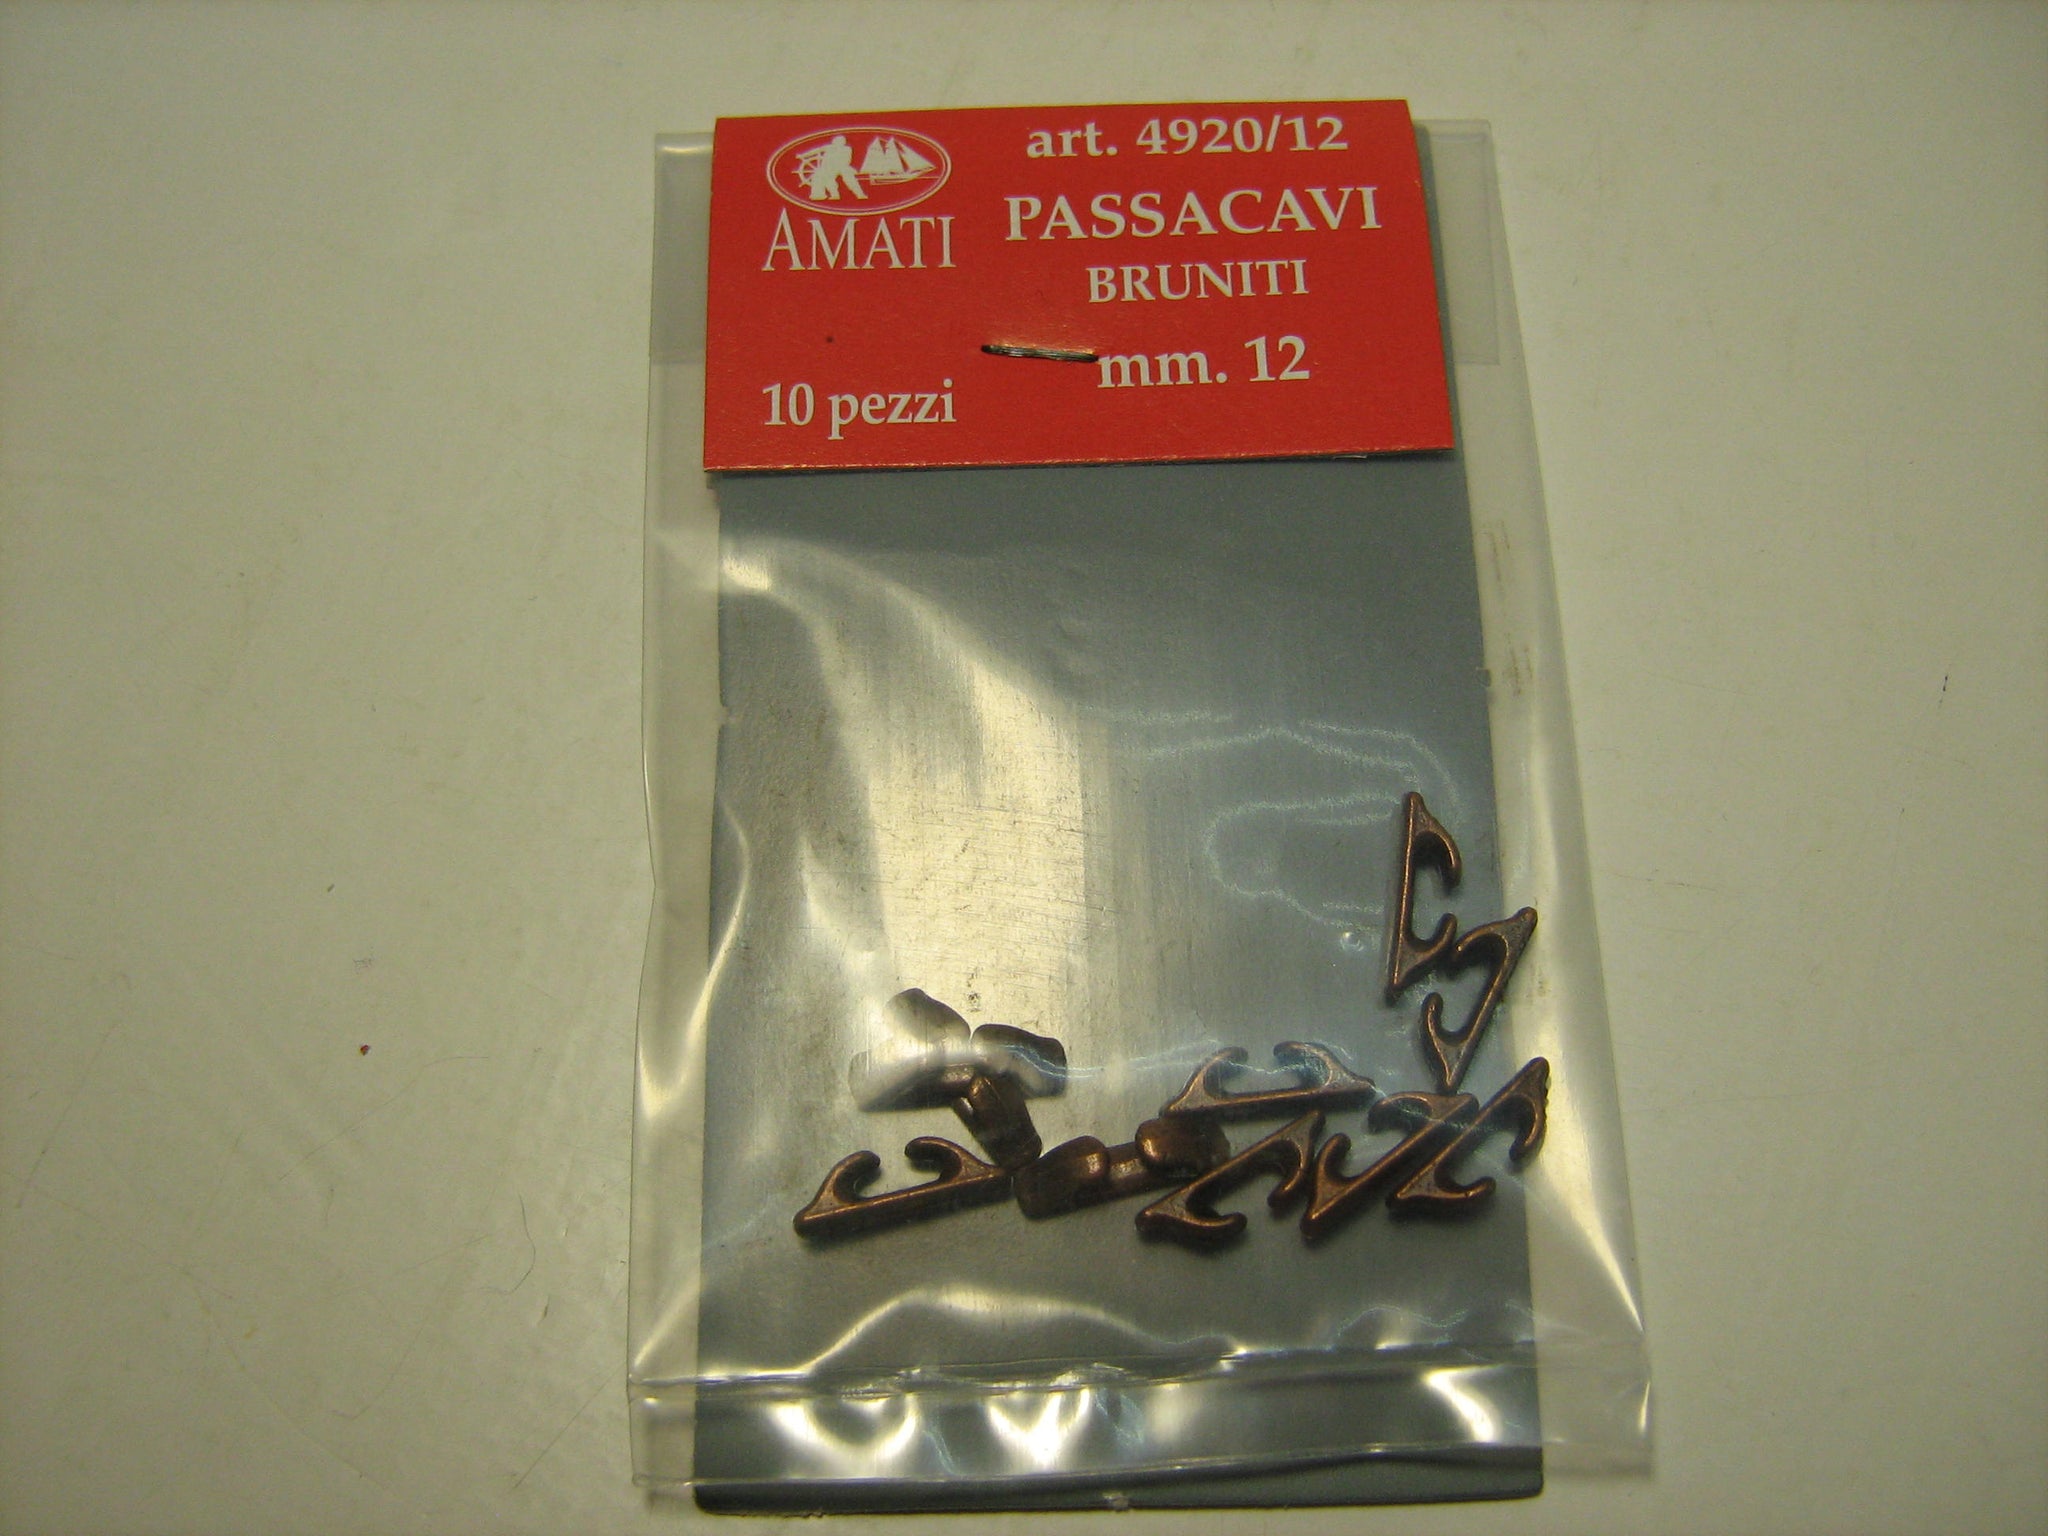 AMATI
art. 4920/12
PASSACAVI
BRUNITI
mm. 12
10 pezzi